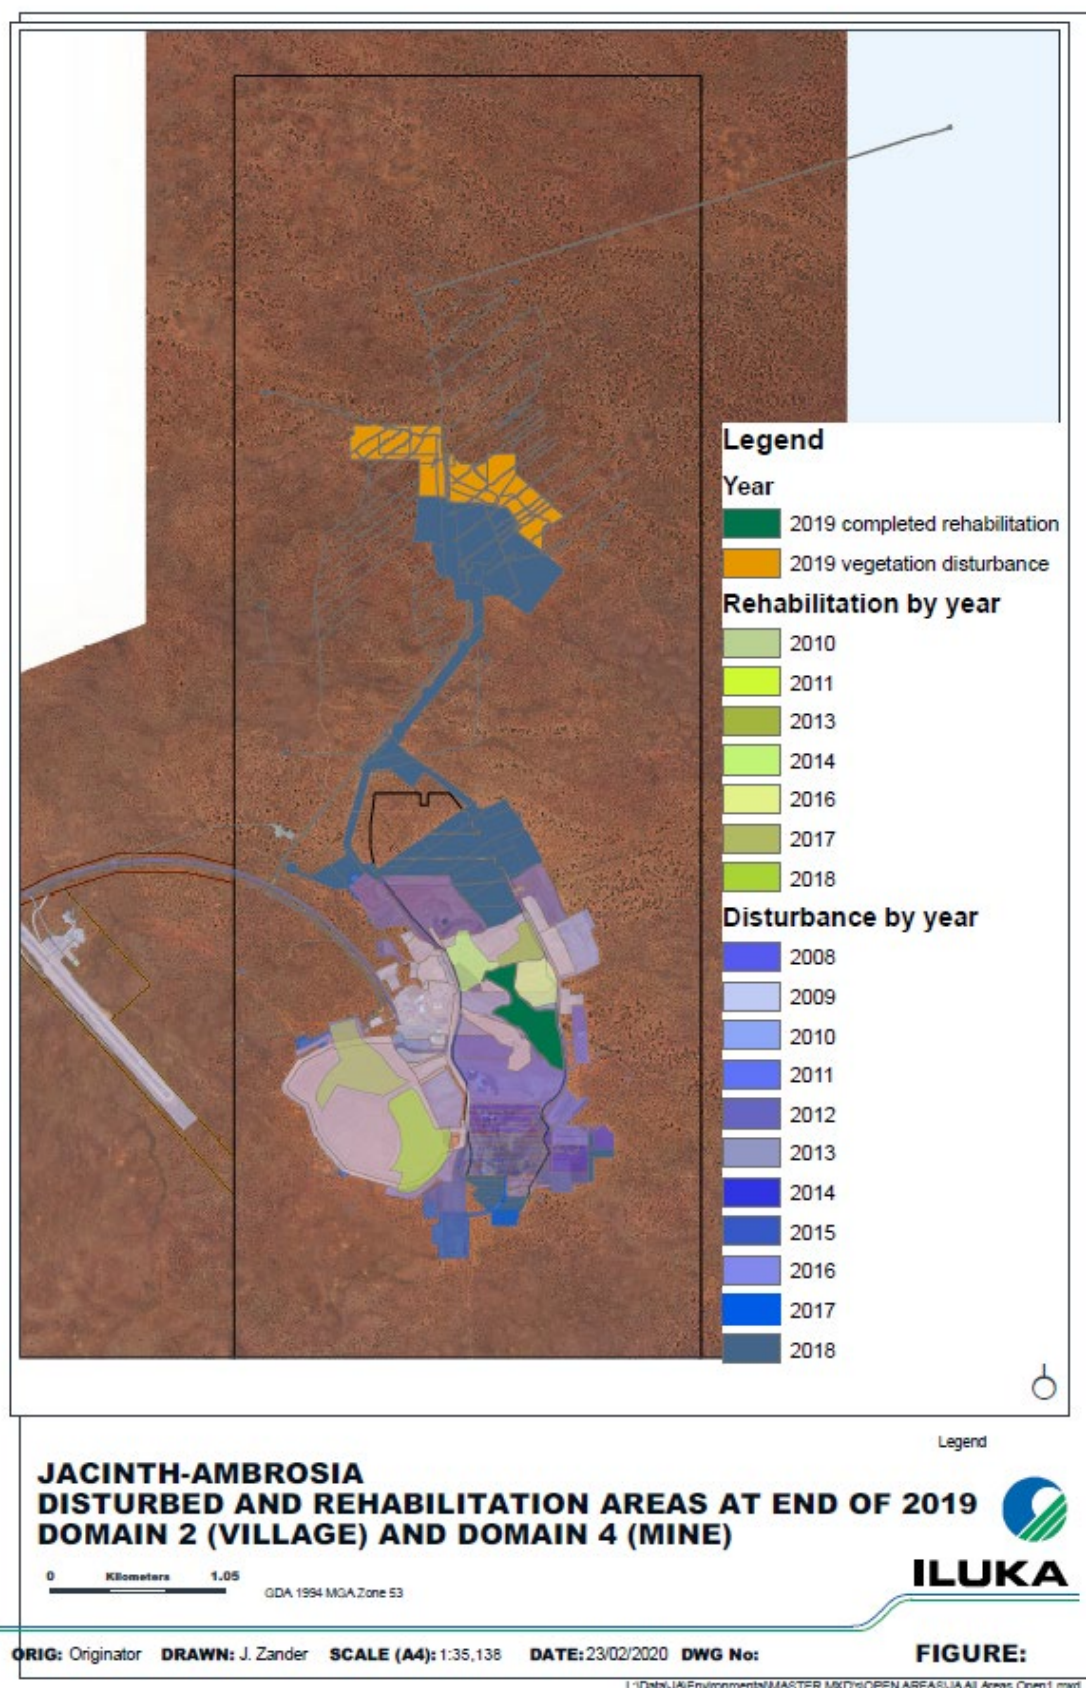 Legend
Year
2019 completed rehabilitation
2019 vegetation disturbance
Rehabilitation by year
2010
2011
2013
2014
2016
2017
2018
Disturbance by year
2008
2009
2010
2011
2012
2013
2014
2015
2016
2017
2018
Legend
JACINTH-AMBROSIA
DISTURBED AND REHABILITATION AREAS AT END OF 2019
DOMAIN 2 (VILLAGE) AND DOMAIN 4 (MINE)
0 Kilometers 1.05
GDA 1994 MGA Zone 53
ILUKA
ORIG: Originator DRAWN: J. Zander SCALE (A4): 1:35,138 DATE: 23/02/2020 DWG No: FIGURE: